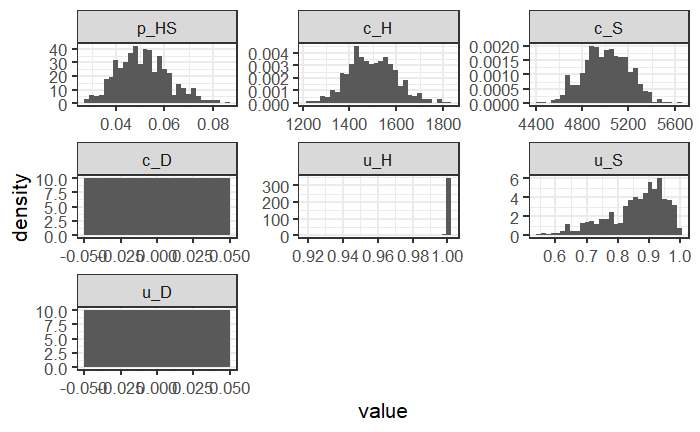 p_HS
c_H
c_S
40
30
20
10
0
0.04 0.06 0.08
0.004
0.003
0.002
0.001
0.000
1200 1400 1600 1800
0.0020
0.0015
0.0010
0.0005
0.0000
4400 4800 5200 5600
c_D
u_H
u_S
10.0
7.5
5.0
2.5
0.0
-0.050 -0.025 0.000 0.025 0.050
300
200
100
0
0.92 0.94 0.96 0.98 1.00
6
4
2
0
0.6 0.7 0.8 0.9 1.0
u_D
10.0
7.5
5.0
2.5
0.0
-0.050 -0.025 0.000 0.025 0.050
density
value